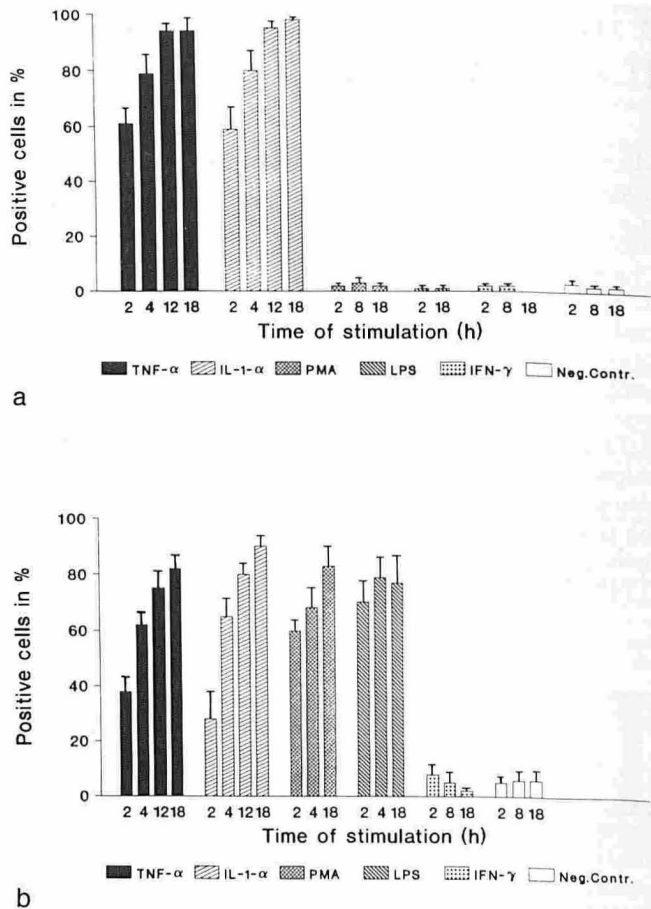 Positive cells in %
100
80
60
40
20
0
2 4 12 18 2 4 12 18 2 8 18 2 18 2 8 18 2 8 18
Time of stimulation (h)
TNF-α IL-1-α PMA LPS IFN-γ Neg.Contr.
a
Positive cells in %
100
80
60
40
20
0
2 4 12 18 2 4 12 18 2 4 18 2 4 18 2 8 18 2 8 18
Time of stimulation (h)
TNF-α IL-1-α PMA LPS IFN-γ Neg.Contr.
b